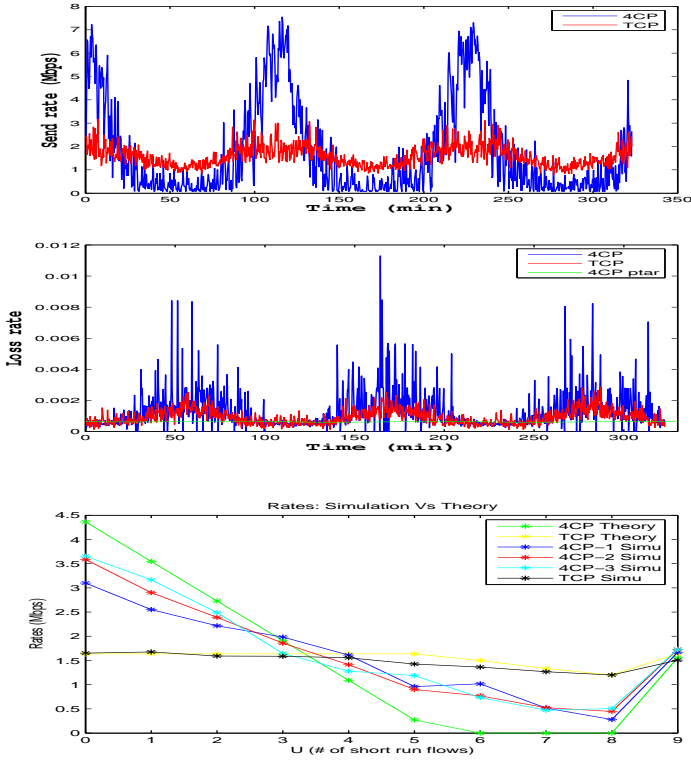 8
7
6
5
4
3
2
1
0
Send rate (Mbps)
4CP
TCP
0 50 100 150 200 250 300 350
Time (min)
0.012
0.01
0.008
0.006
0.004
0.002
0
Loss rate
4CP
TCP
4CP ptar
0 50 100 150 200 250 300
Time (min)
Rates: Simulation Vs Theory
4.5
4
3.5
3
2.5
2
1.5
1
0.5
0
Rates (Mbps)
4CP Theory
TCP Theory
4CP-1 Simu
4CP-2 Simu
4CP-3 Simu
TCP Simu
0 1 2 3 4 5 6 7 8 9
U (# of short run flows)